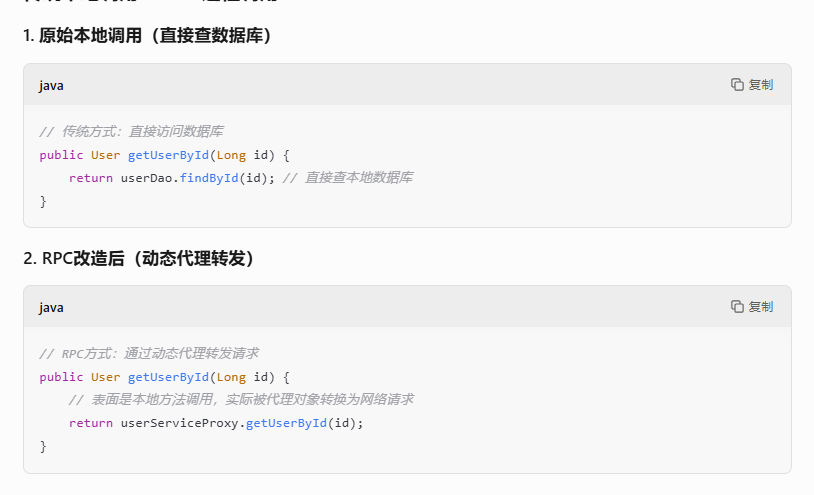 1. 原始本地调用（直接查数据库）
java
复制
// 传统方式：直接访问数据库
public User getUserById(Long id) {
    return userDao.findById(id); // 直接查本地数据库
}
2. RPC改造后（动态代理转发）
java
复制
// RPC方式：通过动态代理转发请求
public User getUserById(Long id) {
    // 表面是本地方法调用，实际被代理对象转换为网络请求
    return userServiceProxy.getUserById(id);
}